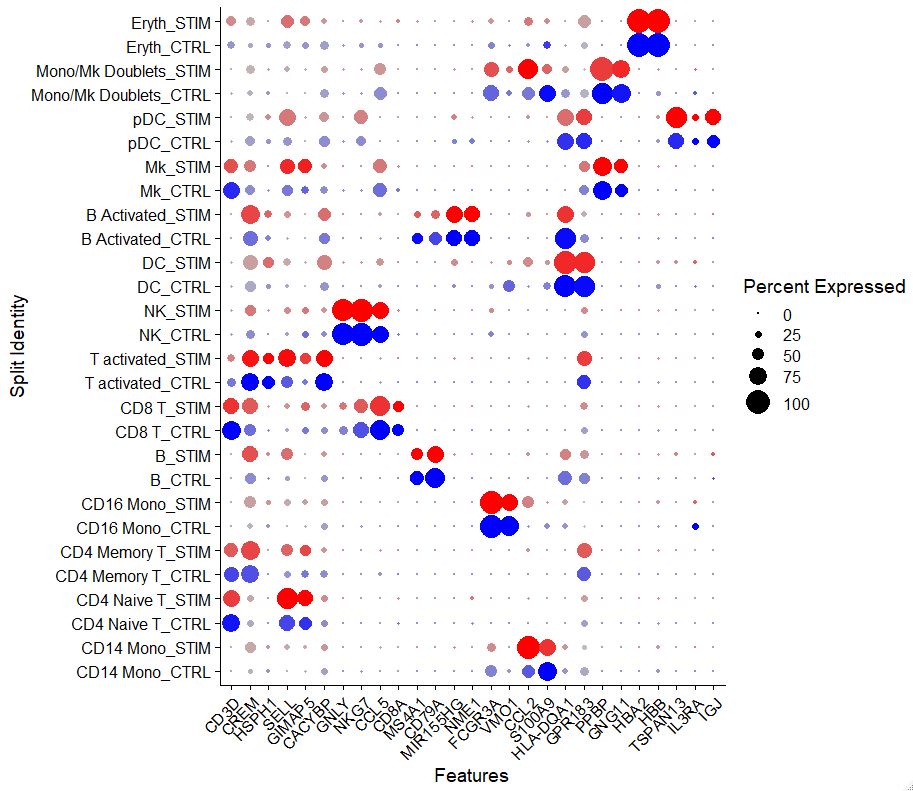 Eryth_STIM
Eryth_CTRL
Mono/Mk Doublets_STIM
Mono/Mk Doublets_CTRL
pDC_STIM
pDC_CTRL
Mk_STIM
Mk_CTRL
B Activated_STIM
B Activated_CTRL
DC_STIM
DC_CTRL
NK_STIM
NK_CTRL
T activated_STIM
T activated_CTRL
CD8 T_STIM
CD8 T_CTRL
B_STIM
B_CTRL
CD16 Mono_STIM
CD16 Mono_CTRL
CD4 Memory T_STIM
CD4 Memory T_CTRL
CD4 Naive T_STIM
CD4 Naive T_CTRL
CD14 Mono_STIM
CD14 Mono_CTRL
Split Identity
CD3D
CREM
HSPH1
SELL
GIMAP5
CACYBP
GNLY
NKG7
CCL5
CD8A
MS4A1
CD79A
MIR155HG
NME1
FCGR3A
VMO1
CCL2
S100A9
HLA-DQA1
GPR183
PPBP
GNG11
HBA2
HBB
TSPAN13
IL3RA
IGJ
Features
Percent Expressed
0
25
50
75
100